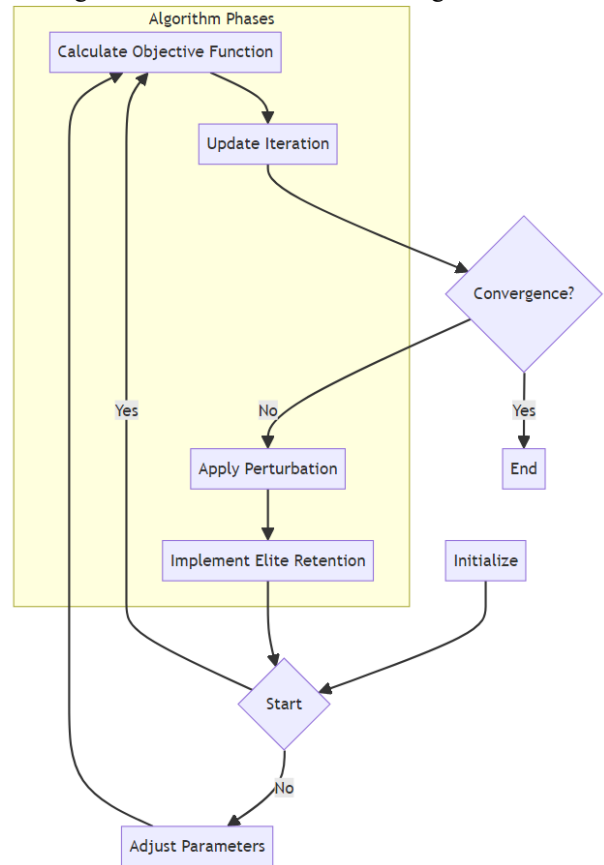 Algorithm Phases
Calculate Objective Function
Update Iteration
Convergence?
Yes
No
Yes
Apply Perturbation
End
Implement Elite Retention
Initialize
Start
No
Adjust Parameters